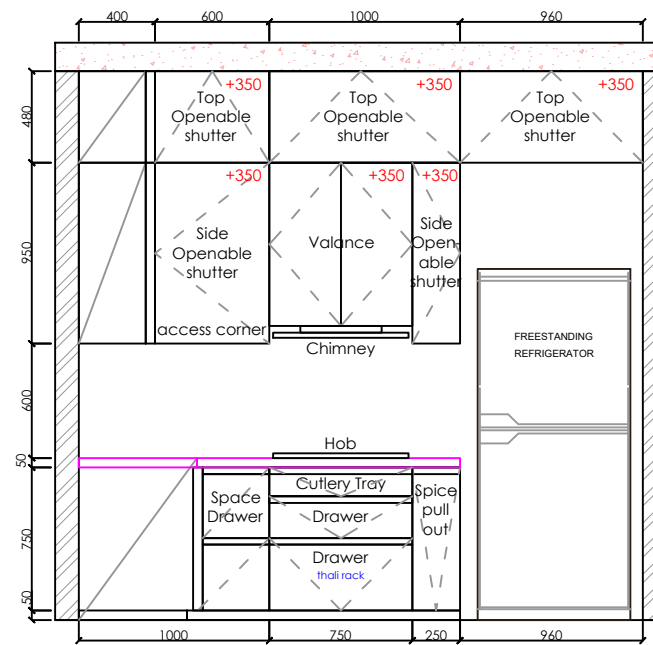 400 600 1000 960
+350 +350 +350
Top
Openable
shutter
Top
Openable
shutter
Top
Openable
shutter
480
+350 +350 +350
Side
Openable
shutter
Valance
Side
Open-
able
shutter
950
access corner
Chimney
FREESTANDING
REFRIGERATOR
600
Hob
50
Cutlery Tray
Space
Drawer
Drawer
Spice
pull
out
Drawer
thali rack
750
50
1000 750 250 960